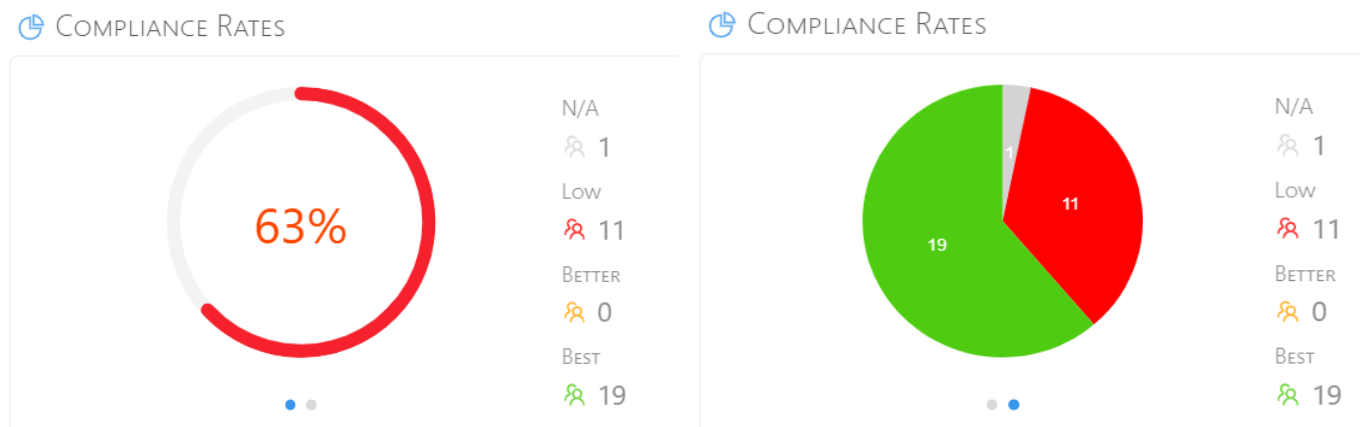 Compliance Rates
63%
N/A
1
Low
11
Better
0
Best
19
Compliance Rates
1
11
19
N/A
1
Low
11
Better
0
Best
19